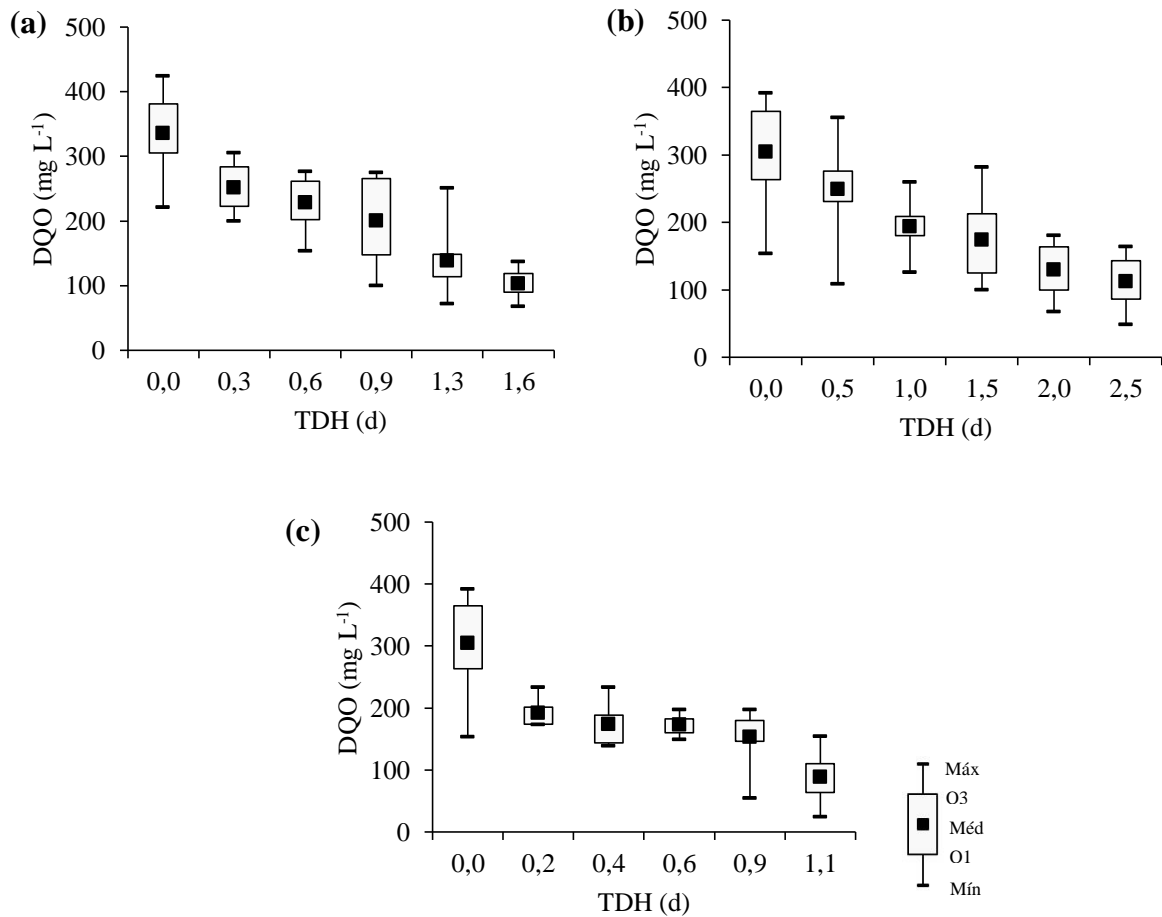 (a)
500
400
300
200
100
0
DQO (mg L-1)
0,0 0,3 0,6 0,9 1,3 1,6
TDH (d)
(b)
500
400
300
200
100
0
DQO (mg L-1)
0,0 0,5 1,0 1,5 2,0 2,5
TDH (d)
(c)
500
400
300
200
100
0
DQO (mg L-1)
0,0 0,2 0,4 0,6 0,9 1,1
TDH (d)
Máx
O3
Méd
O1
Mín